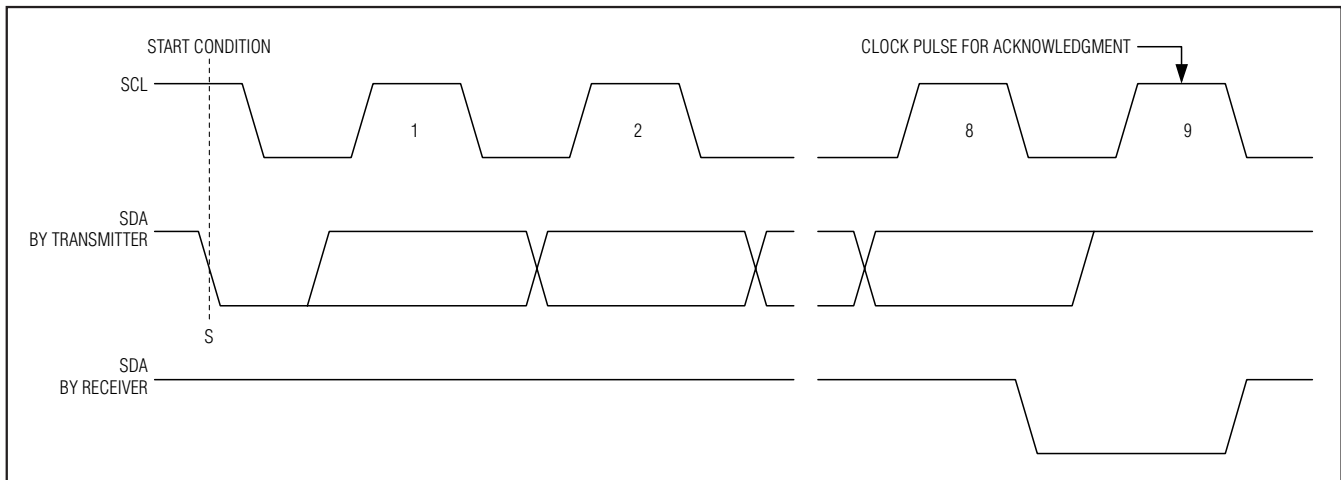 START CONDITION
CLOCK PULSE FOR ACKNOWLEDGMENT
SCL
1
2
8
9
SDA
BY TRANSMITTER
S
SDA
BY RECEIVER